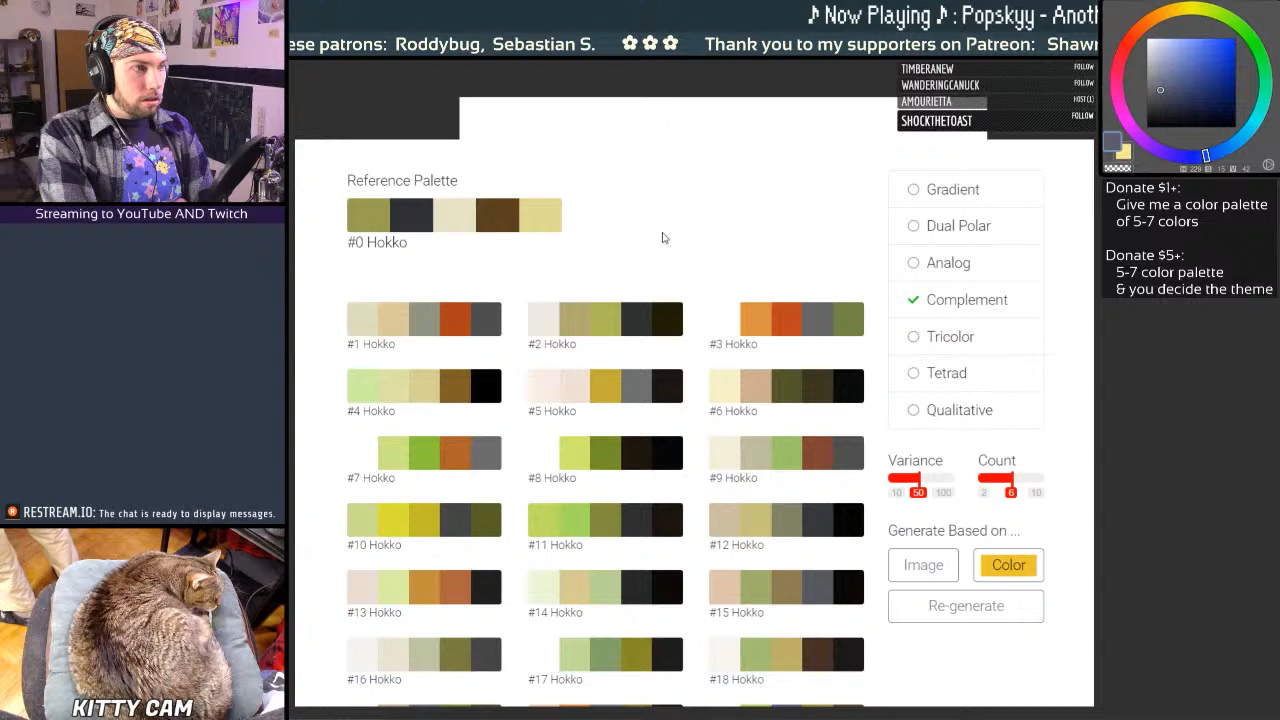 ♪ Now Playing ♪ : Popskyy - Anoth
ese patrons: Roddybug, Sebastian S. ✿ ✿ ✿ Thank you to my supporters on Patreon: Shawn
TIMBERANEW FOLLOW
WANDERINGCANUCK FOLLOW
AMOURIETTA HOST(1)
SHOCKTHETOAST FOLLOW
Streaming to YouTube AND Twitch
Donate $1+:
Give me a color palette
of 5-7 colors
Donate $5+:
5-7 color palette
& you decide the theme
Reference Palette
#0 Hokko
#1 Hokko
#2 Hokko
#3 Hokko
#4 Hokko
#5 Hokko
#6 Hokko
#7 Hokko
#8 Hokko
#9 Hokko
#10 Hokko
#11 Hokko
#12 Hokko
#13 Hokko
#14 Hokko
#15 Hokko
#16 Hokko
#17 Hokko
#18 Hokko
Gradient
Dual Polar
Analog
Complement
Tricolor
Tetrad
Qualitative
Variance Count
10 50 100 2 6 10
Generate Based on ...
Image Color
Re-generate
RESTREAM.IO: The chat is ready to display messages.
KITTY CAM